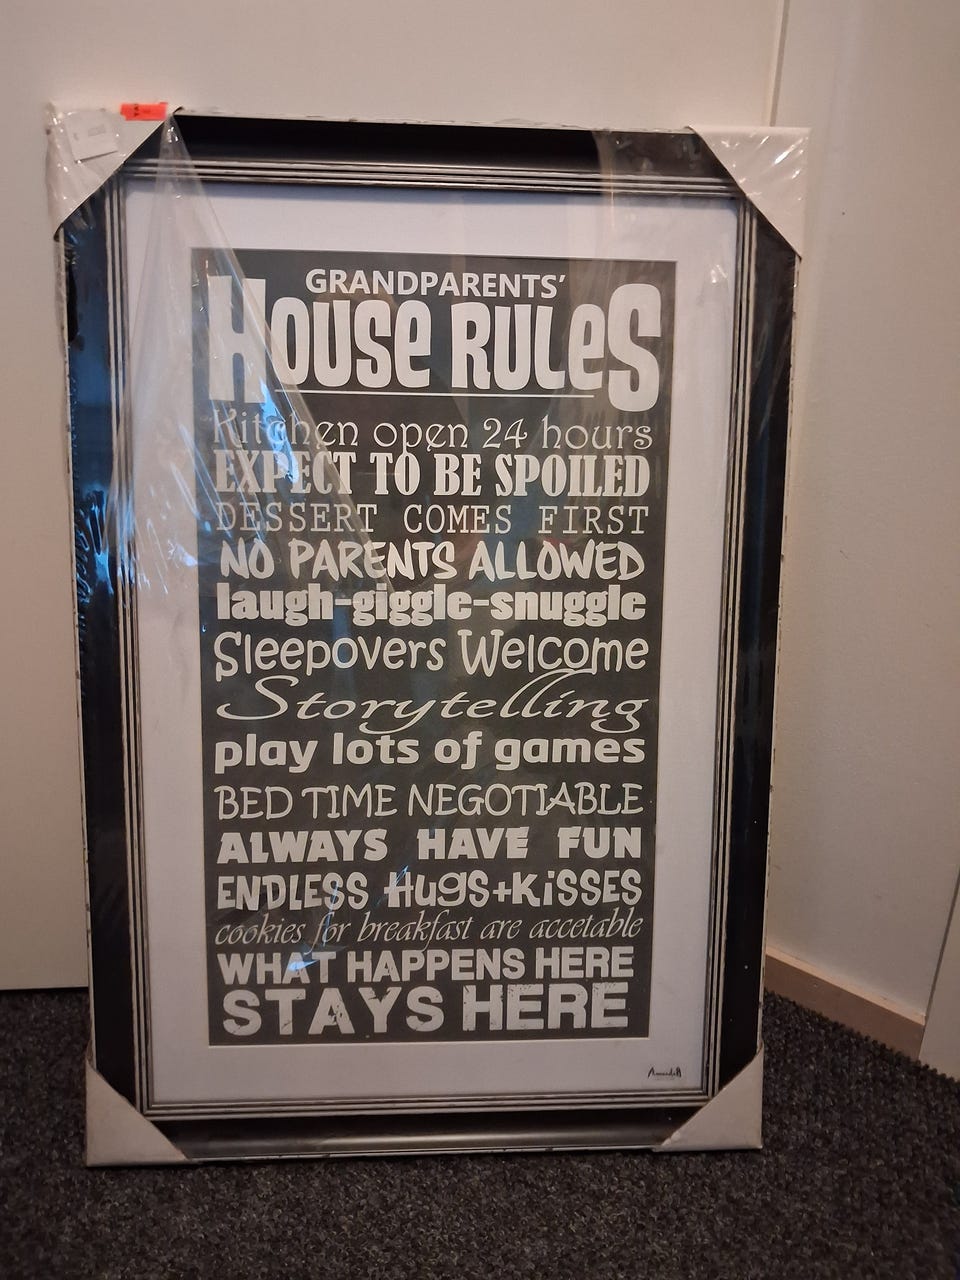 GRANDPARENTS'
HOUSE RULES
Kitchen open 24 hours
EXPECT TO BE SPOILED
DESSERT COMES FIRST
NO PARENTS ALLOWED
laugh-giggle-snuggle
Sleepovers Welcome
Storytelling
play lots of games
BED TIME NEGOTIABLE
ALWAYS HAVE FUN
ENDLESS HugS+KiSSES
cookies for breakfast are accetable
WHAT HAPPENS HERE
STAYS HERE